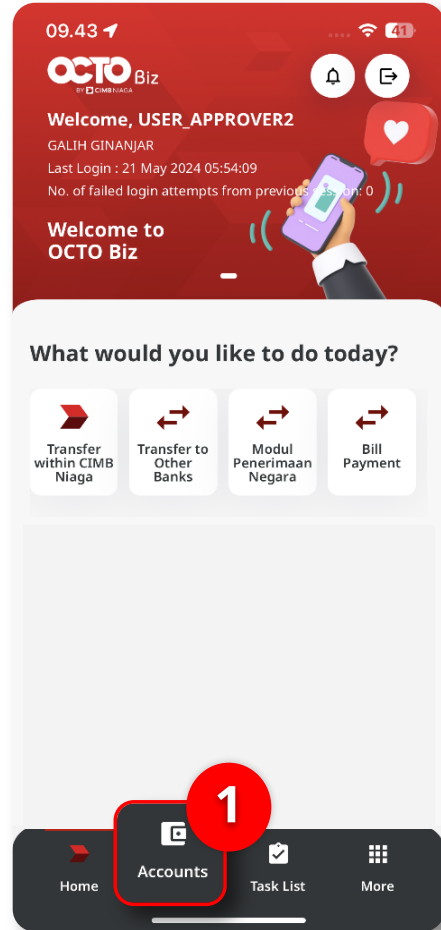 09.43
41
OCTO Biz
BY CIMB NIAGA
Welcome, USER_APPROVER2
GALIH GINANJAR
Last Login : 21 May 2024 05:54:09
No. of failed login attempts from previous session: 0
Welcome to
OCTO Biz
What would you like to do today?
Transfer
within CIMB
Niaga
Transfer to
Other
Banks
Modul
Penerimaan
Negara
Bill
Payment
1
Home
Accounts
Task List
More